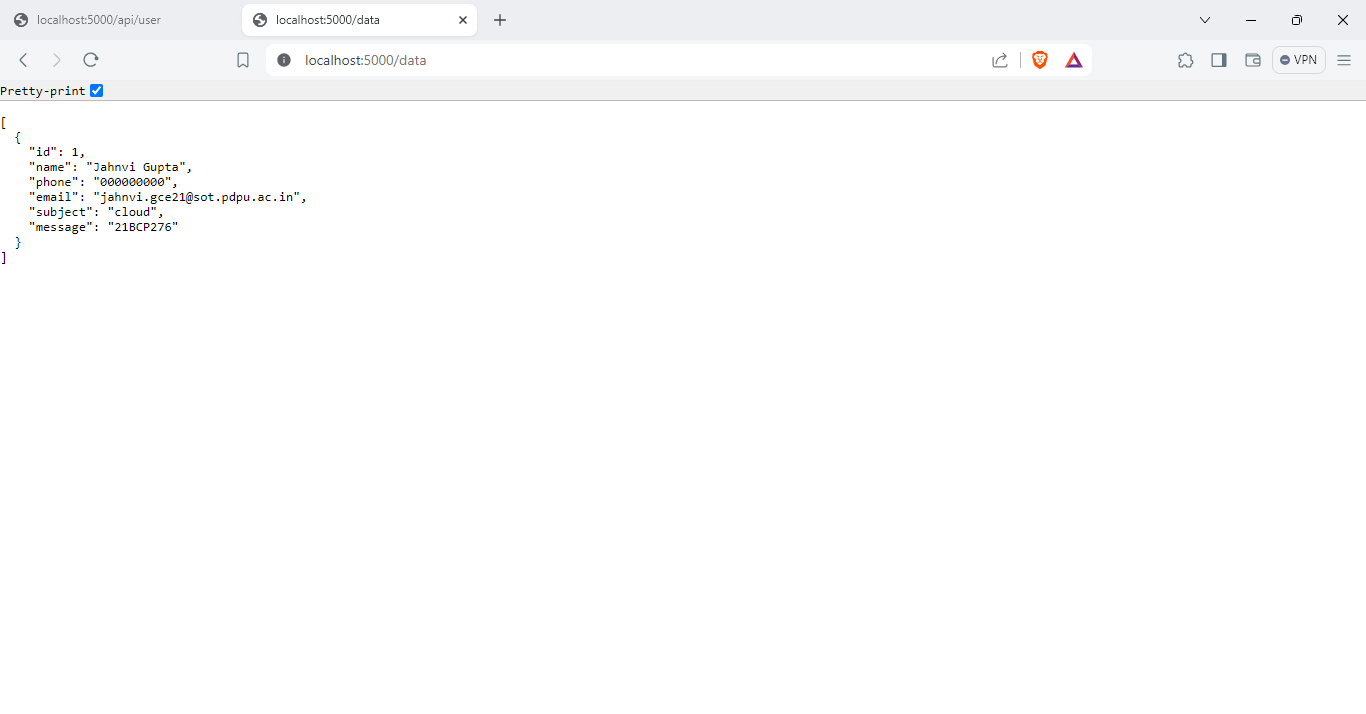 localhost:5000/api/user
localhost:5000/data
localhost:5000/data
VPN
Pretty-print
[
  {
    "id": 1,
    "name": "Jahnvi Gupta",
    "phone": "000000000",
    "email": "jahnvi.gce21@sot.pdpu.ac.in",
    "subject": "cloud",
    "message": "21BCP276"
  }
]